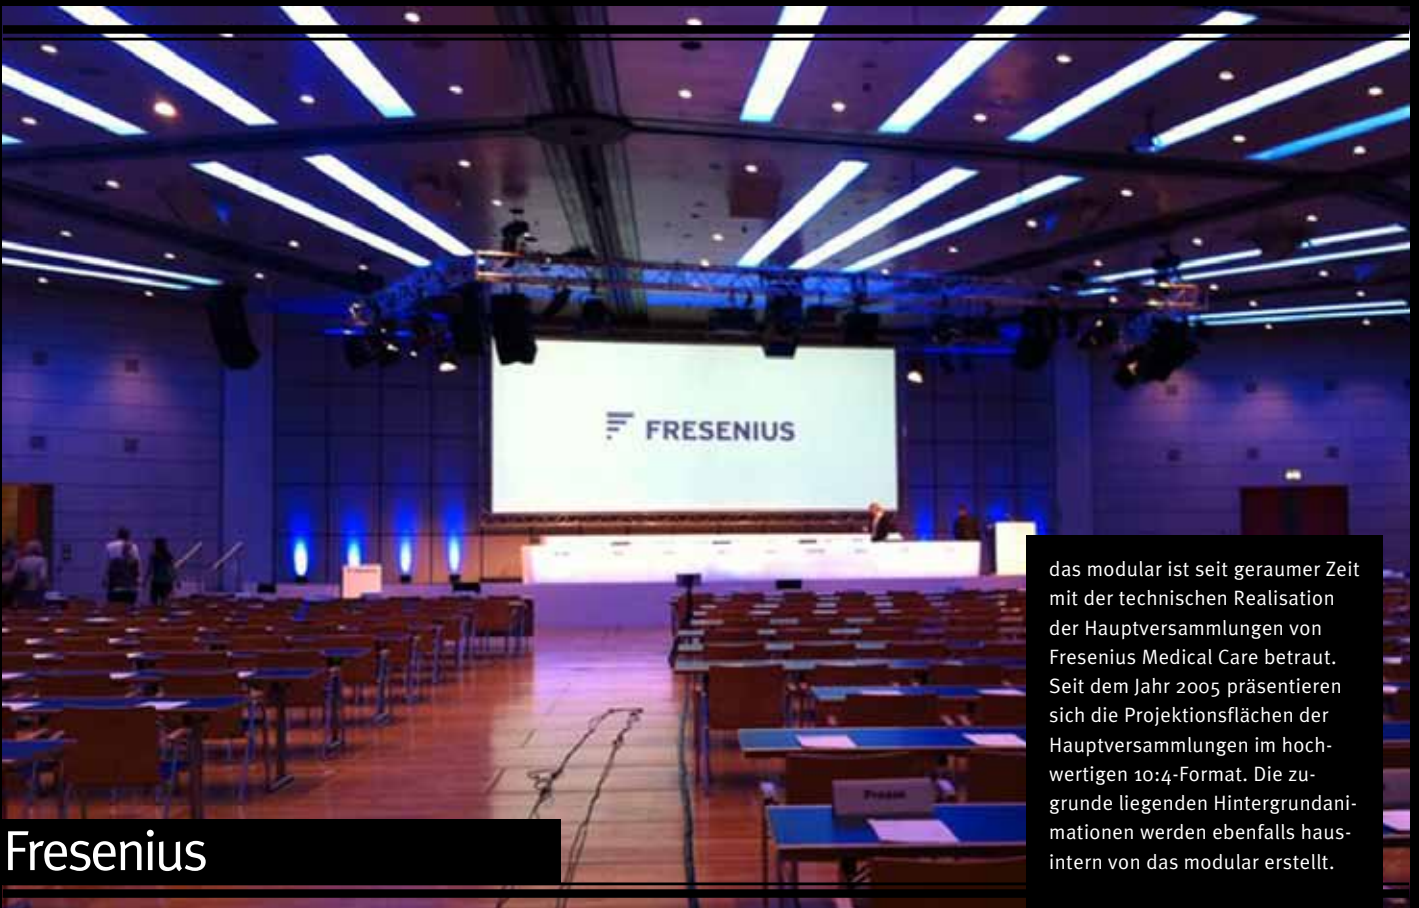 FRESENIUS
das modular ist seit geraumer Zeit
mit der technischen Realisation
der Hauptversammlungen von
Fresenius Medical Care betraut.
Seit dem Jahr 2005 präsentieren
sich die Projektionsflächen der
Hauptversammlungen im hoch-
wertigen 10:4-Format. Die zu-
grunde liegenden Hintergrundani-
mationen werden ebenfalls haus-
intern von das modular erstellt.
Presse
Fresenius